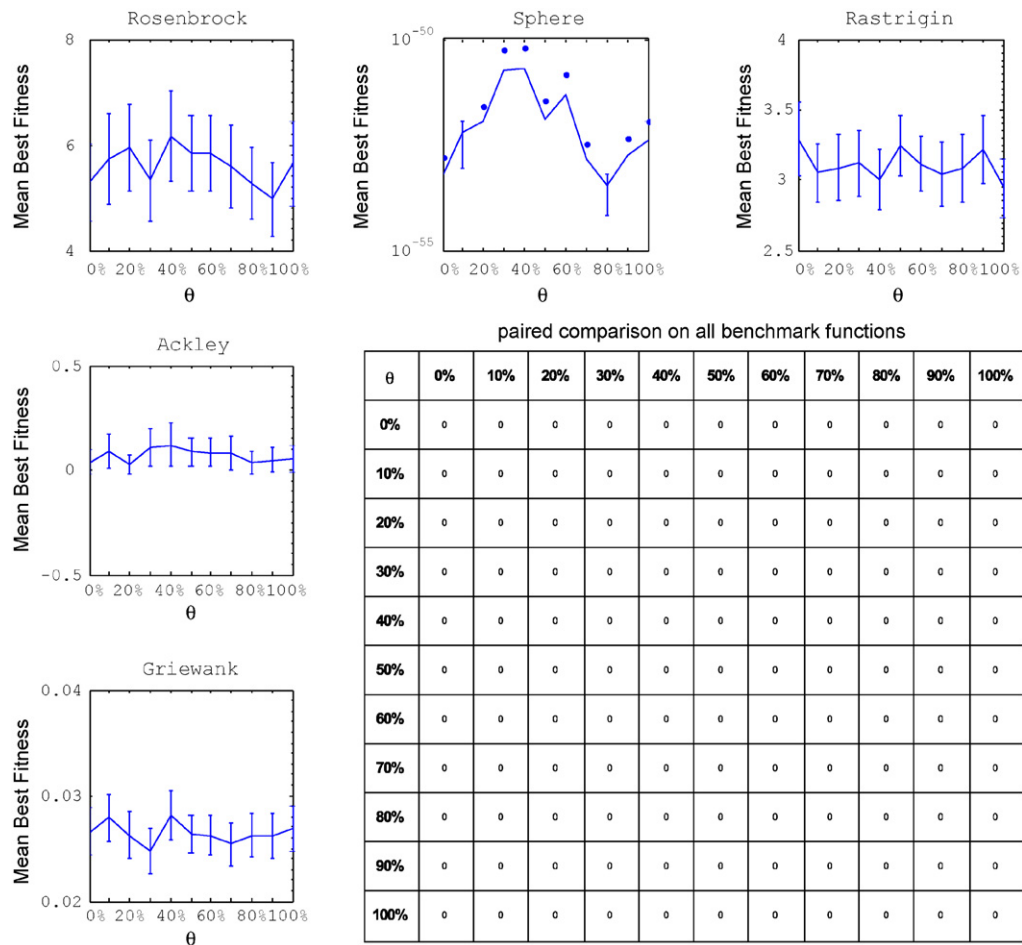 Rosenbrock
Mean Best Fitness
8
6
4
0% 20% 40% 60% 80% 100%
θ
Sphere
Mean Best Fitness
10^-50
10^-55
0% 20% 40% 60% 80% 100%
θ
Rastrigin
Mean Best Fitness
4
3.5
3
2.5
0% 20% 40% 60% 80% 100%
θ
Ackley
Mean Best Fitness
0.5
0
-0.5
0% 20% 40% 60% 80% 100%
θ
Griewank
Mean Best Fitness
0.04
0.03
0.02
0% 20% 40% 60% 80% 100%
θ
paired comparison on all benchmark functions
θ 0% 10% 20% 30% 40% 50% 60% 70% 80% 90% 100%
0% 0 0 0 0 0 0 0 0 0 0 0
10% 0 0 0 0 0 0 0 0 0 0 0
20% 0 0 0 0 0 0 0 0 0 0 0
30% 0 0 0 0 0 0 0 0 0 0 0
40% 0 0 0 0 0 0 0 0 0 0 0
50% 0 0 0 0 0 0 0 0 0 0 0
60% 0 0 0 0 0 0 0 0 0 0 0
70% 0 0 0 0 0 0 0 0 0 0 0
80% 0 0 0 0 0 0 0 0 0 0 0
90% 0 0 0 0 0 0 0 0 0 0 0
100% 0 0 0 0 0 0 0 0 0 0 0